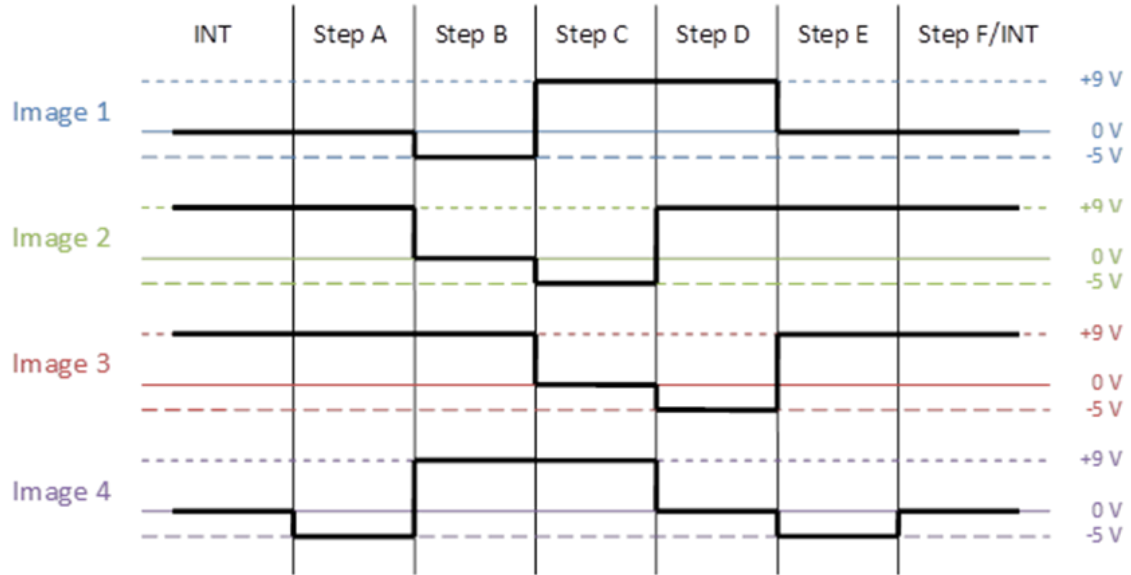 INT Step A Step B Step C Step D Step E Step F/INT
+9 V
Image 1
0 V
-5 V
+9 V
Image 2
0 V
-5 V
+9 V
Image 3
0 V
-5 V
+9 V
Image 4
0 V
-5 V